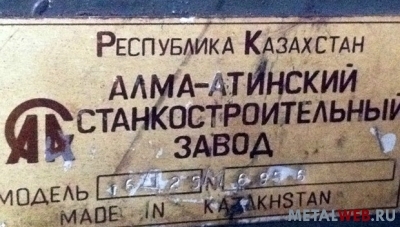 Республика Казахстан
АЛМА-АТИНСКИЙ
СТАНКОСТРОИТЕЛЬНЫЙ
ЗАВОД
МОДЕЛЬ
MADE IN KAZAKHSTAN
METALWEB.RU